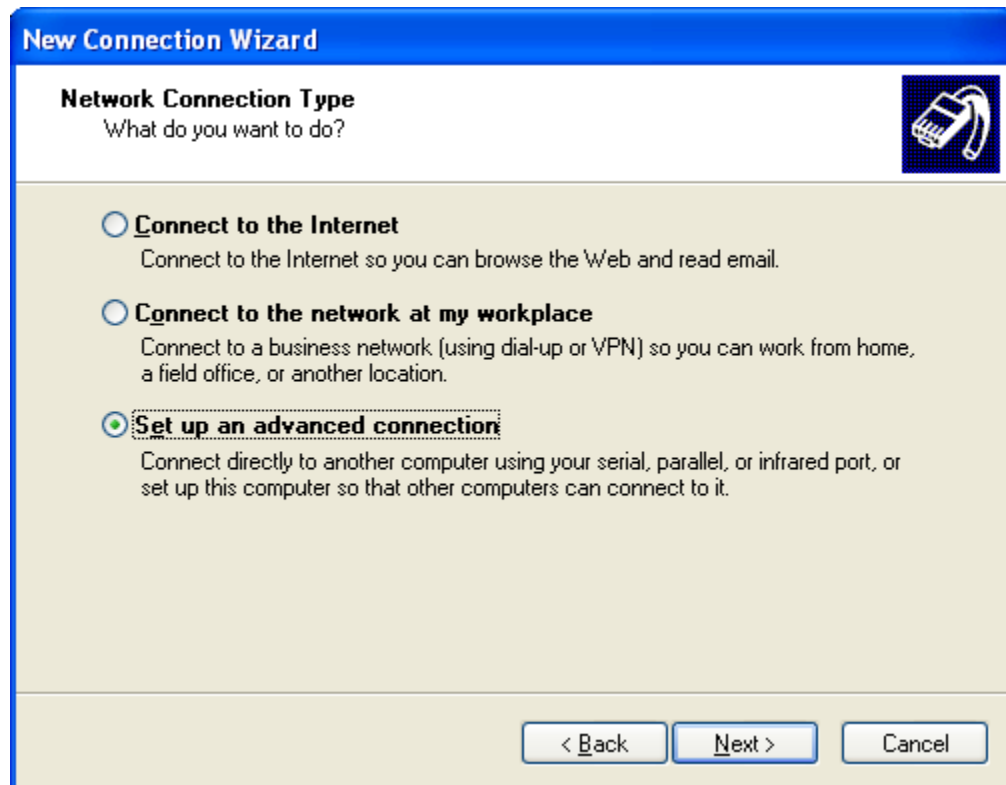 New Connection Wizard
Network Connection Type
What do you want to do?
Connect to the Internet
Connect to the Internet so you can browse the Web and read email.
Connect to the network at my workplace
Connect to a business network (using dial-up or VPN) so you can work from home,
a field office, or another location.
Set up an advanced connection
Connect directly to another computer using your serial, parallel, or infrared port, or
set up this computer so that other computers can connect to it.
< Back Next > Cancel